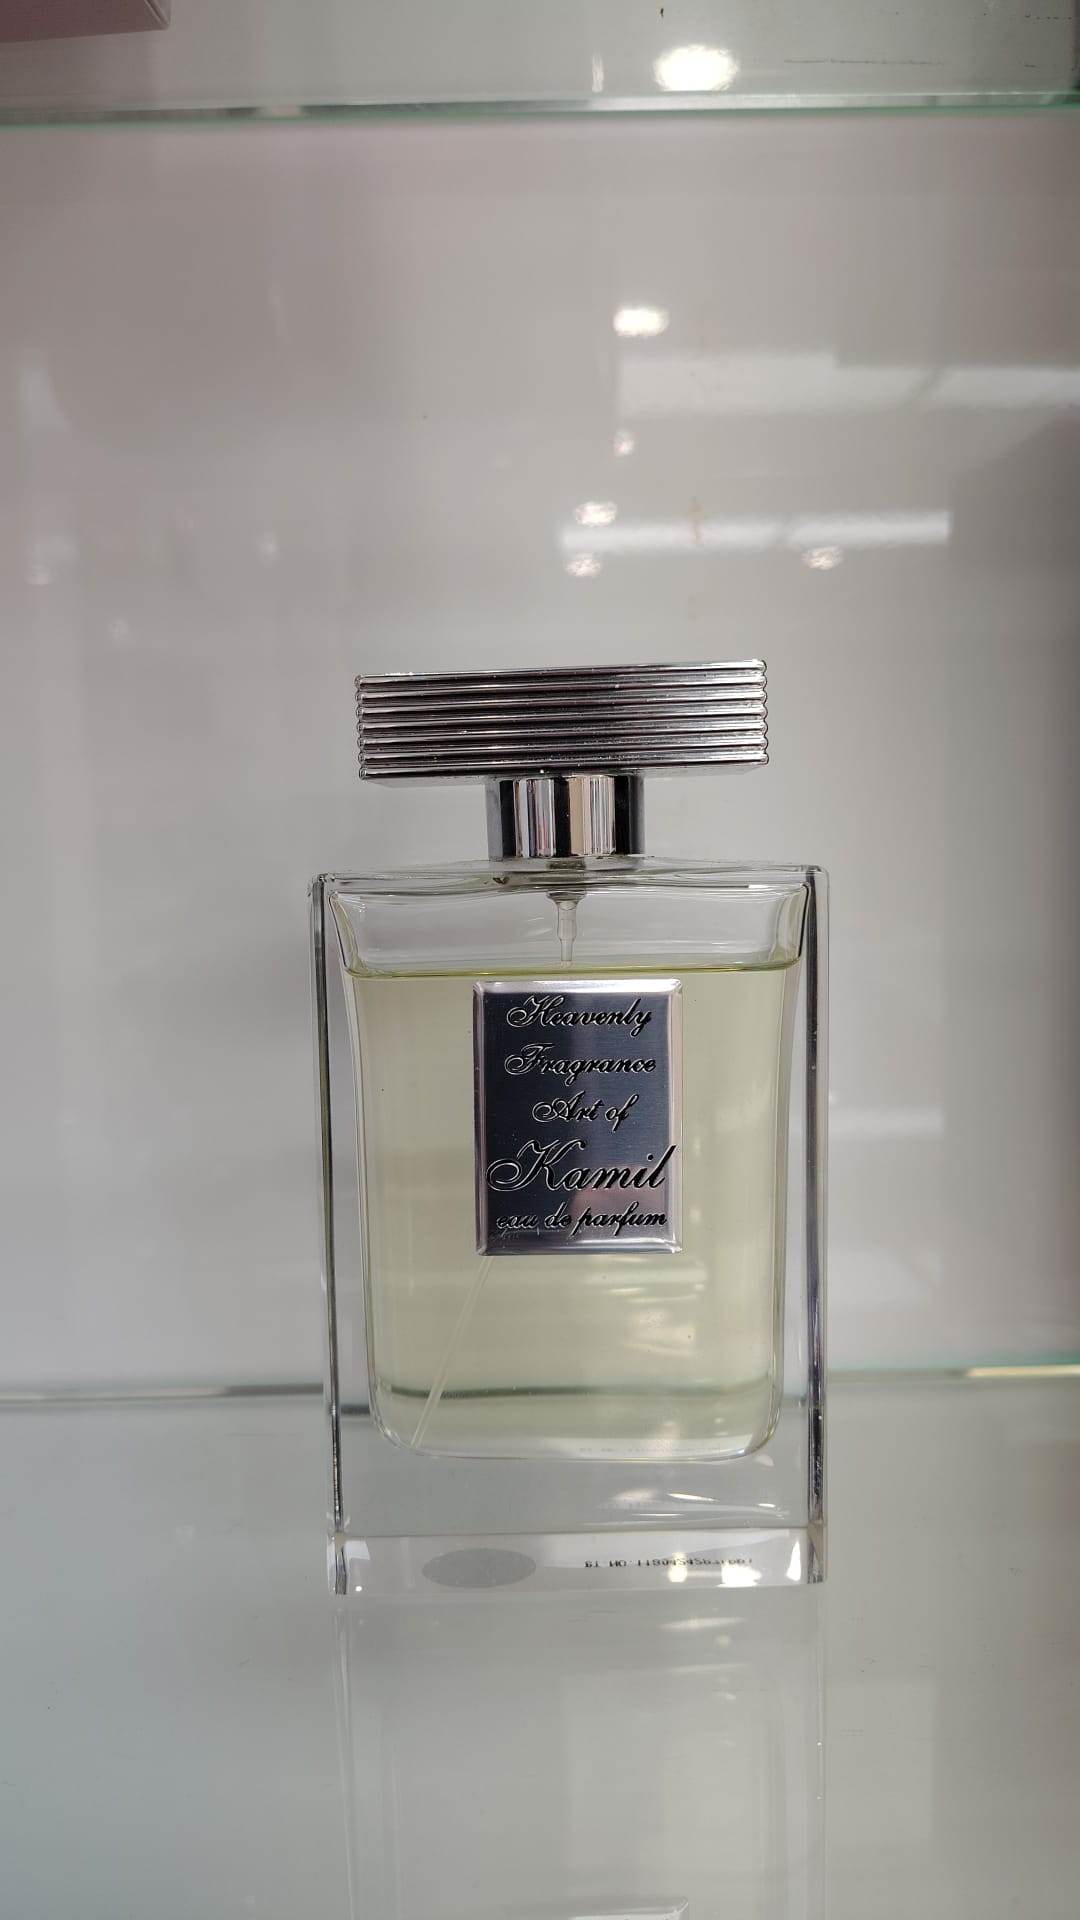 Heavenly
Fragrance
Art of
Kamil
eau de parfum